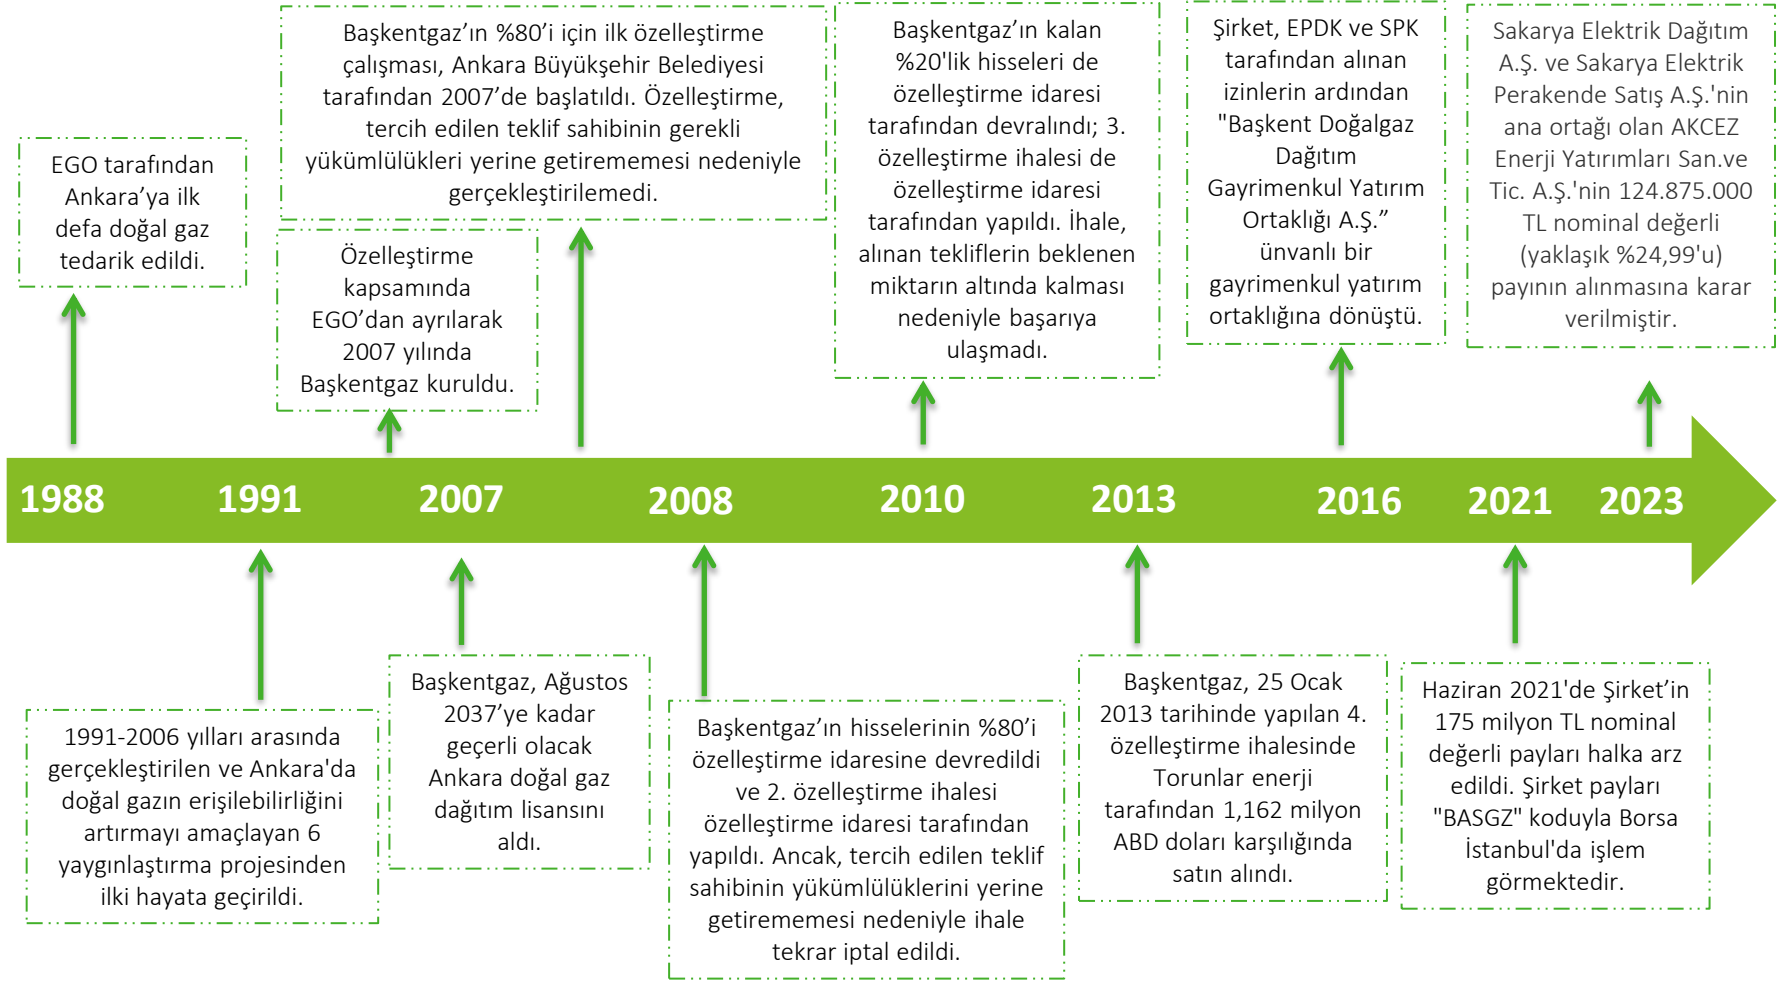 EGO tarafından
Ankara’ya ilk
defa doğal gaz
tedarik edildi.
Başkentgaz’ın %80’i için ilk özelleştirme
çalışması, Ankara Büyükşehir Belediyesi
tarafından 2007’de başlatıldı. Özelleştirme,
tercih edilen teklif sahibinin gerekli
yükümlülükleri yerine getirememesi nedeniyle
gerçekleştirilemedi.
Özelleştirme
kapsamında
EGO’dan ayrılarak
2007 yılında
Başkentgaz kuruldu.
Başkentgaz’ın kalan
%20'lik hisseleri de
özelleştirme idaresi
tarafından devralındı; 3.
özelleştirme ihalesi de
özelleştirme idaresi
tarafından yapıldı. İhale,
alınan tekliflerin beklenen
miktarın altında kalması
nedeniyle başarıya
ulaşmadı.
Şirket, EPDK ve SPK
tarafından alınan
izinlerin ardından
"Başkent Doğalgaz
Dağıtım
Gayrimenkul Yatırım
Ortaklığı A.Ş.”
ünvanlı bir
gayrimenkul yatırım
ortaklığına dönüştü.
Sakarya Elektrik Dağıtım
A.Ş. ve Sakarya Elektrik
Perakende Satış A.Ş.'nin
ana ortağı olan AKCEZ
Enerji Yatırımları San.ve
Tic. A.Ş.'nin 124.875.000
TL nominal değerli
(yaklaşık %24,99'u)
payının alınmasına karar
verilmiştir.
1988 1991 2007 2008 2010 2013 2016 2021 2023
1991-2006 yılları arasında
gerçekleştirilen ve Ankara'da
doğal gazın erişilebilirliğini
artırmayı amaçlayan 6
yaygınlaştırma projesinden
ilki hayata geçirildi.
Başkentgaz, Ağustos
2037’ye kadar
geçerli olacak
Ankara doğal gaz
dağıtım lisansını
aldı.
Başkentgaz’ın hisselerinin %80’i
özelleştirme idaresine devredildi
ve 2. özelleştirme ihalesi
özelleştirme idaresi tarafından
yapıldı. Ancak, tercih edilen teklif
sahibinin yükümlülüklerini yerine
getirememesi nedeniyle ihale
tekrar iptal edildi.
Başkentgaz, 25 Ocak
2013 tarihinde yapılan 4.
özelleştirme ihalesinde
Torunlar enerji
tarafından 1,162 milyon
ABD doları karşılığında
satın alındı.
Haziran 2021'de Şirket’in
175 milyon TL nominal
değerli payları halka arz
edildi. Şirket payları
"BASGZ" koduyla Borsa
İstanbul'da işlem
görmektedir.